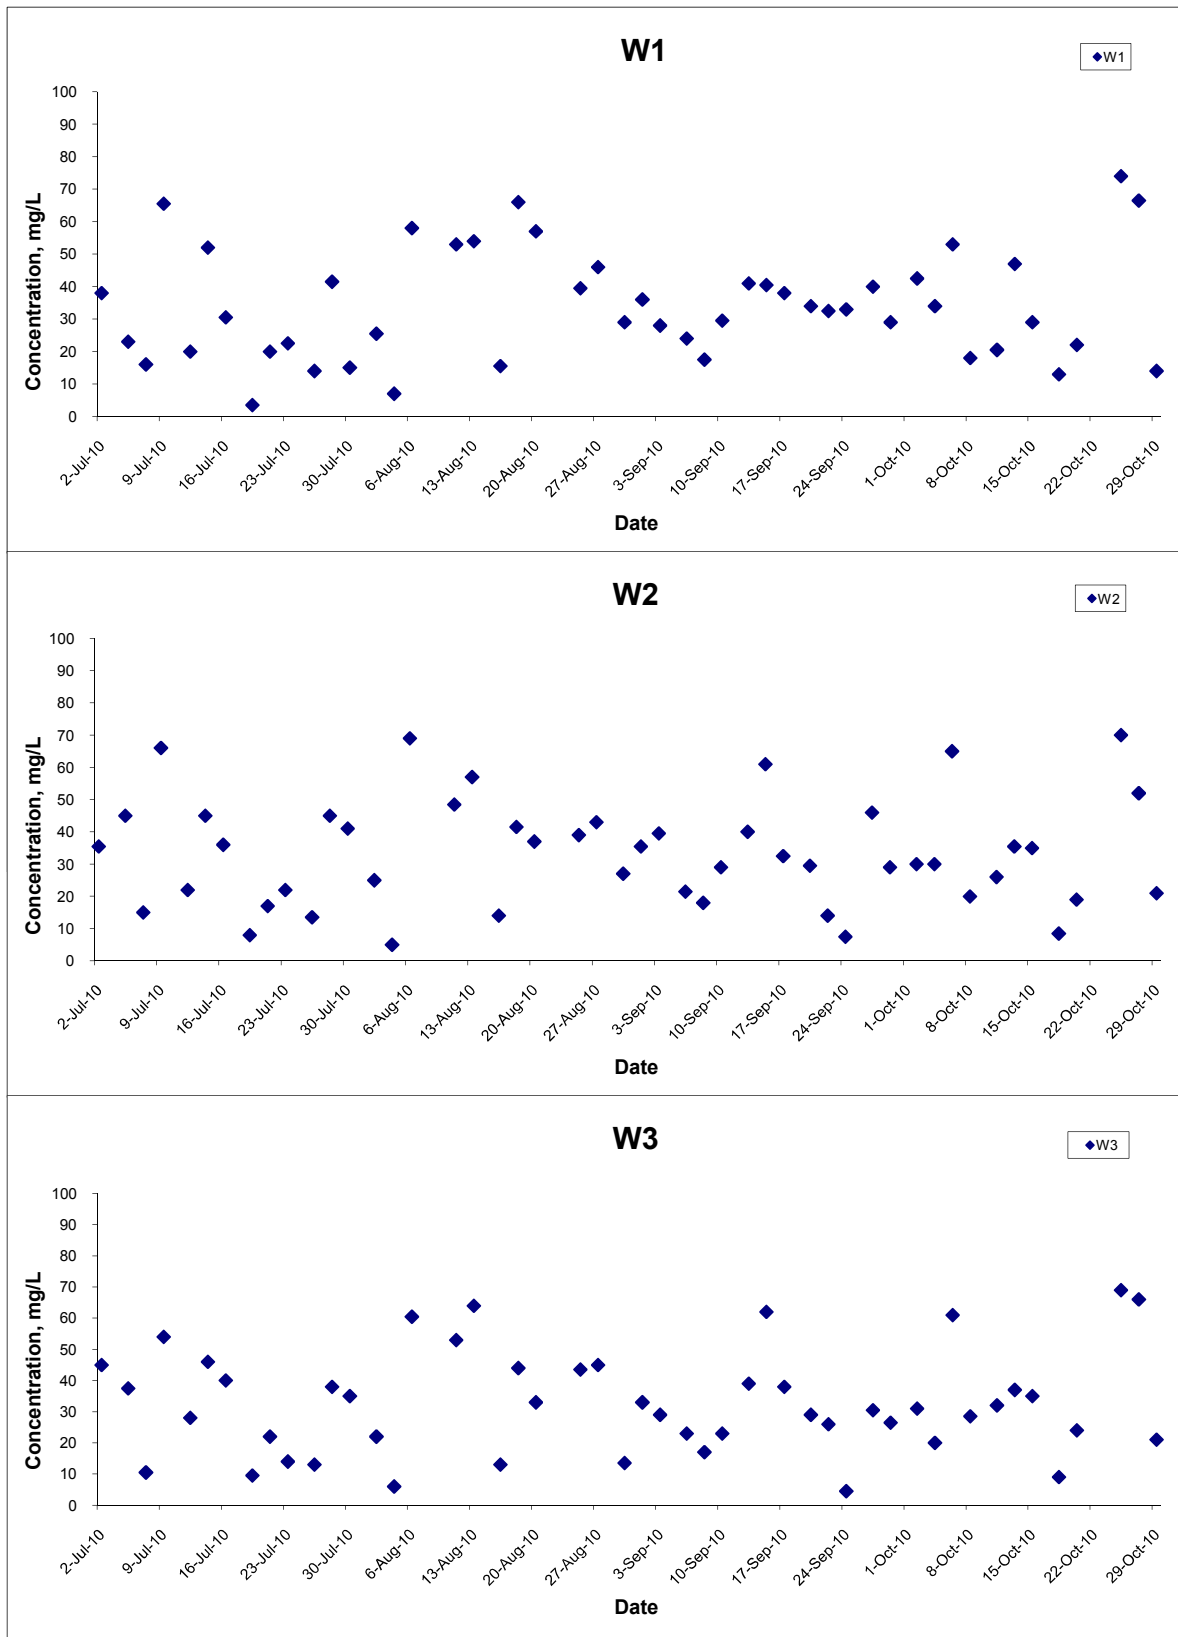 W1
W1
100
90
80
70
60
50
40
30
20
10
0
Concentration, mg/L
2-Jul-10
9-Jul-10
16-Jul-10
23-Jul-10
30-Jul-10
6-Aug-10
13-Aug-10
20-Aug-10
27-Aug-10
3-Sep-10
10-Sep-10
17-Sep-10
24-Sep-10
1-Oct-10
8-Oct-10
15-Oct-10
22-Oct-10
29-Oct-10
Date
W2
W2
100
90
80
70
60
50
40
30
20
10
0
Concentration, mg/L
2-Jul-10
9-Jul-10
16-Jul-10
23-Jul-10
30-Jul-10
6-Aug-10
13-Aug-10
20-Aug-10
27-Aug-10
3-Sep-10
10-Sep-10
17-Sep-10
24-Sep-10
1-Oct-10
8-Oct-10
15-Oct-10
22-Oct-10
29-Oct-10
Date
W3
W3
100
90
80
70
60
50
40
30
20
10
0
Concentration, mg/L
2-Jul-10
9-Jul-10
16-Jul-10
23-Jul-10
30-Jul-10
6-Aug-10
13-Aug-10
20-Aug-10
27-Aug-10
3-Sep-10
10-Sep-10
17-Sep-10
24-Sep-10
1-Oct-10
8-Oct-10
15-Oct-10
22-Oct-10
29-Oct-10
Date